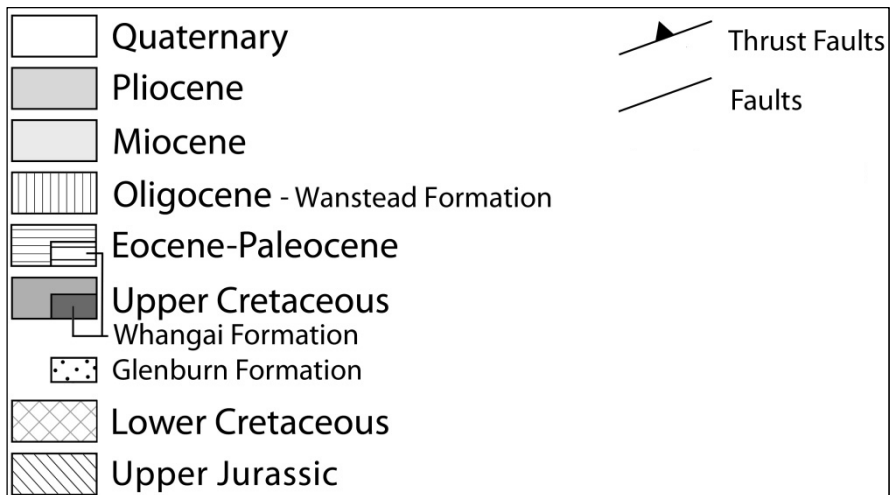 Quaternary
Pliocene
Miocene
Oligocene - Wanstead Formation
Eocene-Paleocene
Upper Cretaceous
Whangai Formation
Glenburn Formation
Lower Cretaceous
Upper Jurassic
Thrust Faults
Faults